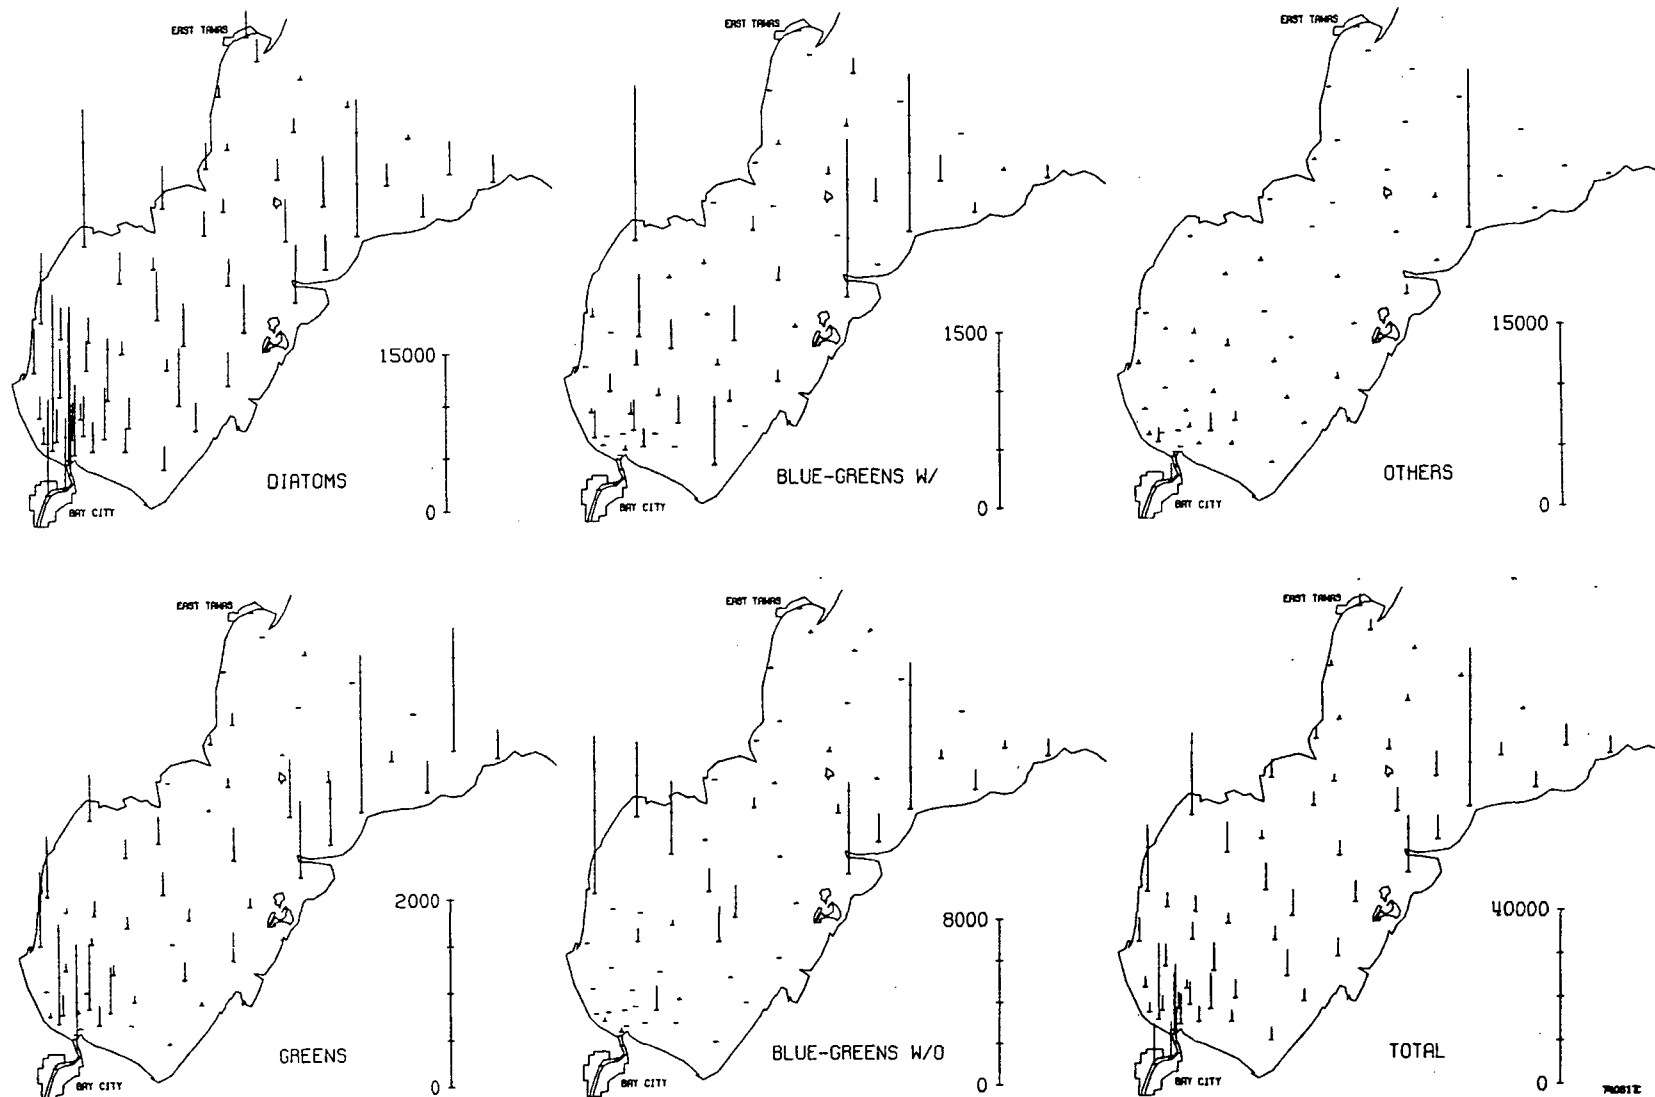 EAST TAWAS
15000
0
DIATOMS
BAY CITY
EAST TAWAS
1500
0
BLUE-GREENS W/
BAY CITY
EAST TAWAS
15000
0
OTHERS
BAY CITY
EAST TAWAS
2000
0
GREENS
BAY CITY
EAST TAWAS
8000
0
BLUE-GREENS W/O
BAY CITY
EAST TAWAS
40000
0
TOTAL
BAY CITY